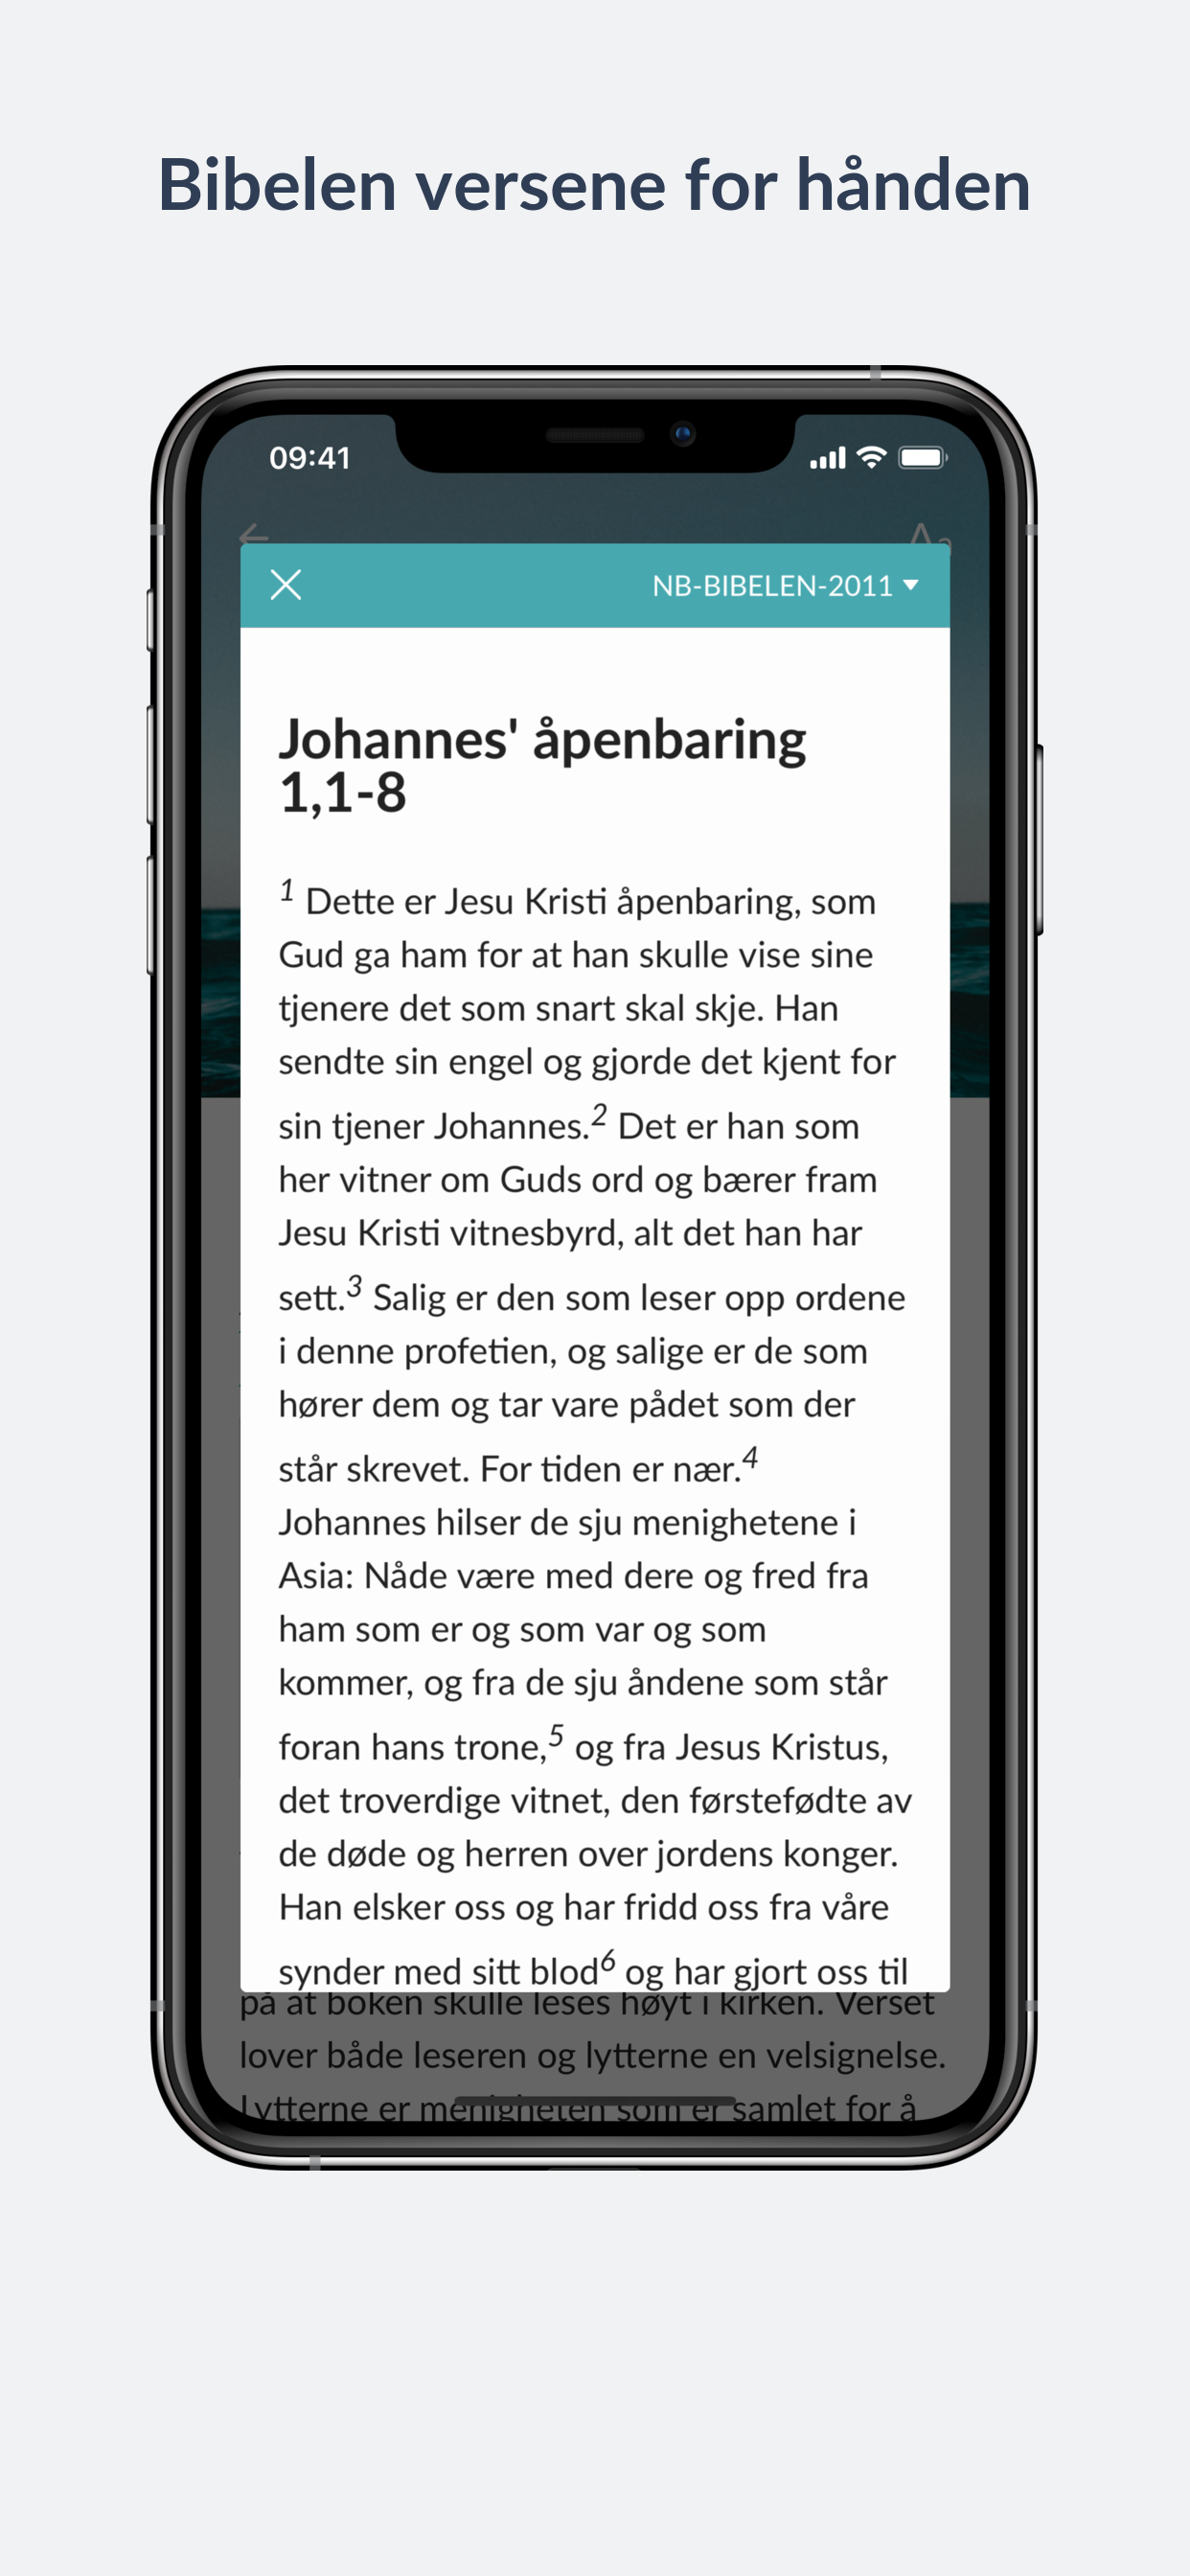 Bibelen versene for hånden
09:41
Aa
NB-BIBELEN-2011
Johannes' åpenbaring
1,1-8
1 Dette er Jesu Kristi åpenbaring, som
Gud ga ham for at han skulle vise sine
tjenere det som snart skal skje. Han
sendte sin engel og gjorde det kjent for
sin tjener Johannes.2 Det er han som
her vitner om Guds ord og bærer fram
Jesu Kristi vitnesbyrd, alt det han har
sett.3 Salig er den som leser opp ordene
i denne profetien, og salige er de som
hører dem og tar vare pådet som der
står skrevet. For tiden er nær.4
Johannes hilser de sju menighetene i
Asia: Nåde være med dere og fred fra
ham som er og som var og som
kommer, og fra de sju åndene som står
foran hans trone,5 og fra Jesus Kristus,
det troverdige vitnet, den førstefødte av
de døde og herren over jordens konger.
Han elsker oss og har fridd oss fra våre
synder med sitt blod6 og har gjort oss til
på at boken skulle leses høyt i kirken. Verset
lover både leseren og lytterne en velsignelse.
Lytterne er menigheten som er samlet for å